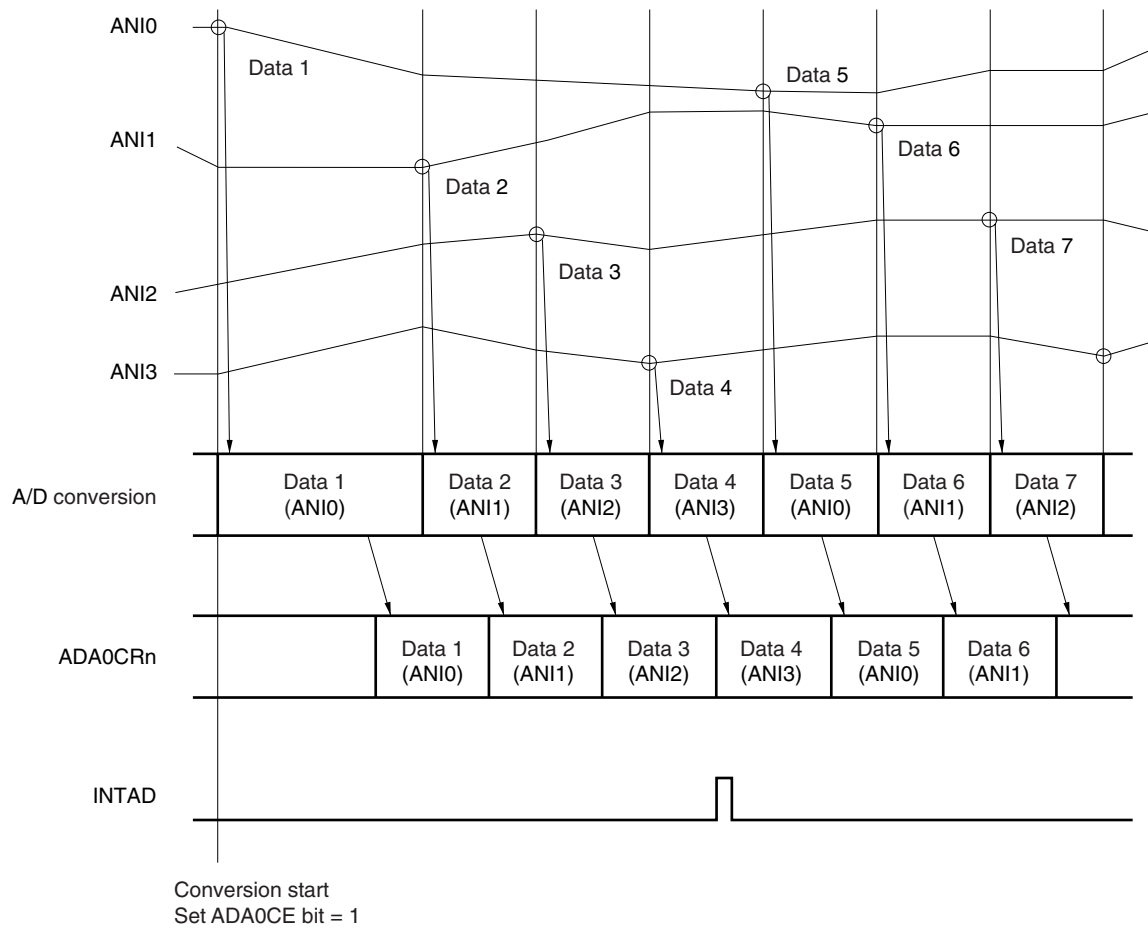 ANI0
Data 1
Data 5
ANI1
Data 6
Data 2
Data 7
Data 3
ANI2
ANI3
Data 4
A/D conversion
Data 1
(ANI0)
Data 2
(ANI1)
Data 3
(ANI2)
Data 4
(ANI3)
Data 5
(ANI0)
Data 6
(ANI1)
Data 7
(ANI2)
ADA0CRn
Data 1
(ANI0)
Data 2
(ANI1)
Data 3
(ANI2)
Data 4
(ANI3)
Data 5
(ANI0)
Data 6
(ANI1)
INTAD
Conversion start
Set ADA0CE bit = 1